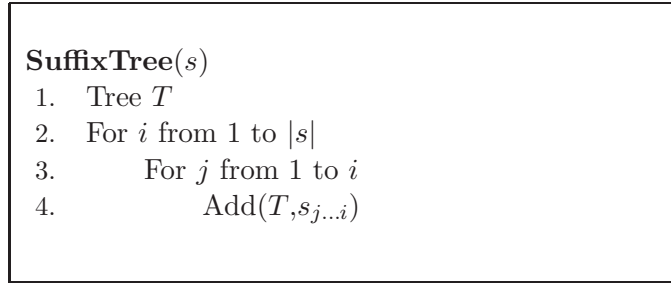 SuffixTree(s)
1. Tree T
2. For i from 1 to |s|
3. For j from 1 to i
4. Add(T,s_{j...i})